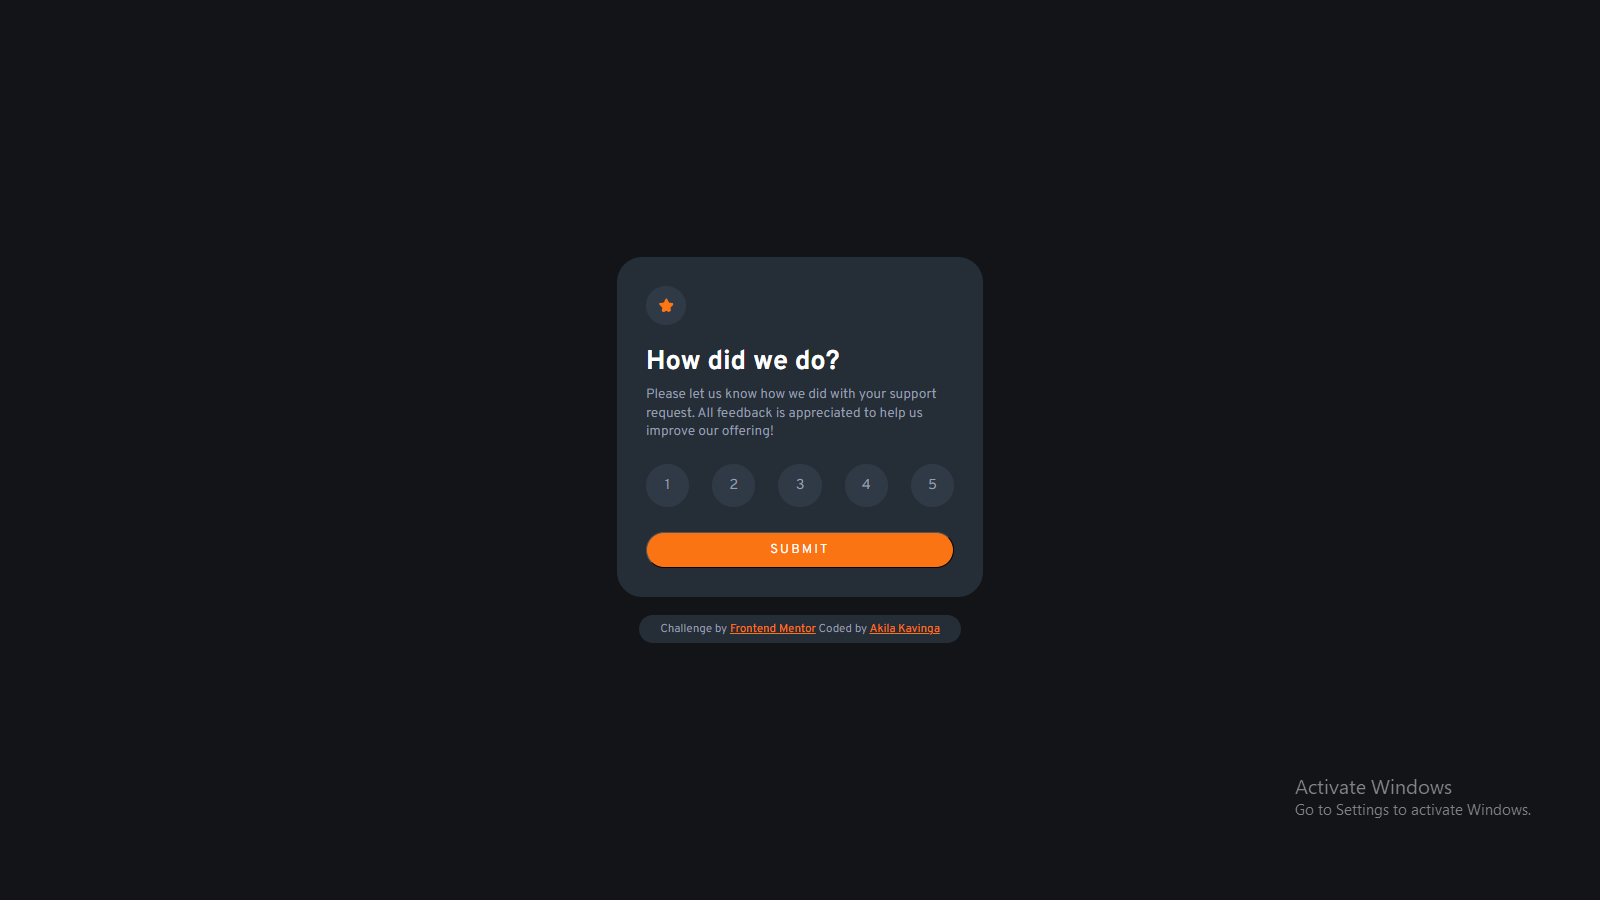 How did we do?
Please let us know how we did with your support
request. All feedback is appreciated to help us
improve our offering!
1 2 3 4 5
SUBMIT
Challenge by Frontend Mentor Coded by Akila Kavinga
Activate Windows
Go to Settings to activate Windows.